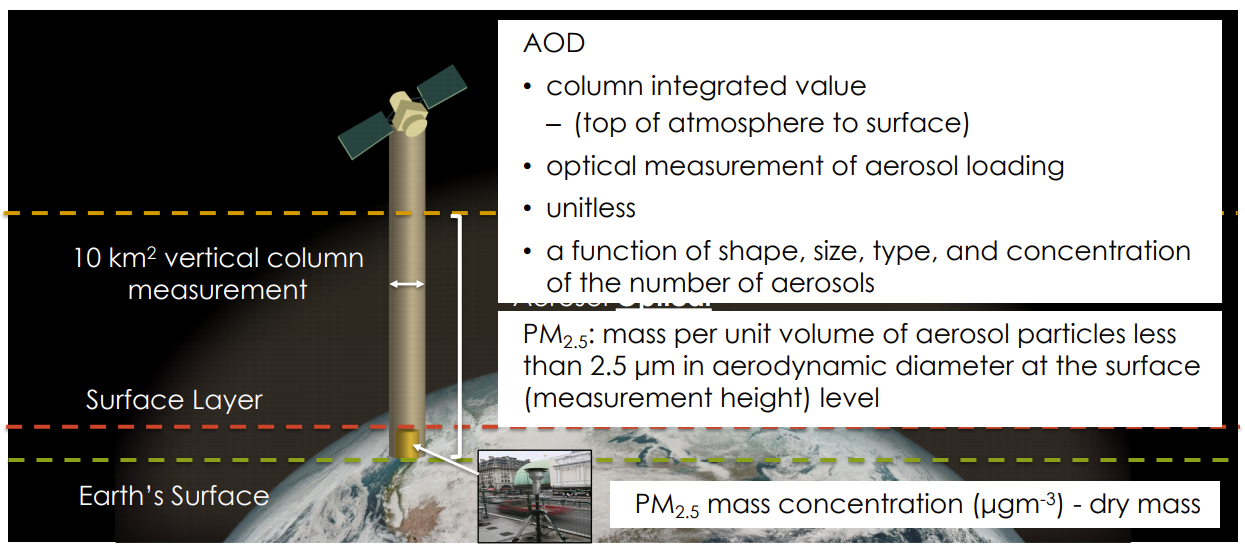 AOD
• column integrated value
– (top of atmosphere to surface)
• optical measurement of aerosol loading
• unitless
• a function of shape, size, type, and concentration
of the number of aerosols
10 km² vertical column
measurement
Aerosol Optical
PM₂.₅: mass per unit volume of aerosol particles less
than 2.5 µm in aerodynamic diameter at the surface
(measurement height) level
Surface Layer
Earth's Surface
PM₂.₅ mass concentration (µgm⁻³) - dry mass